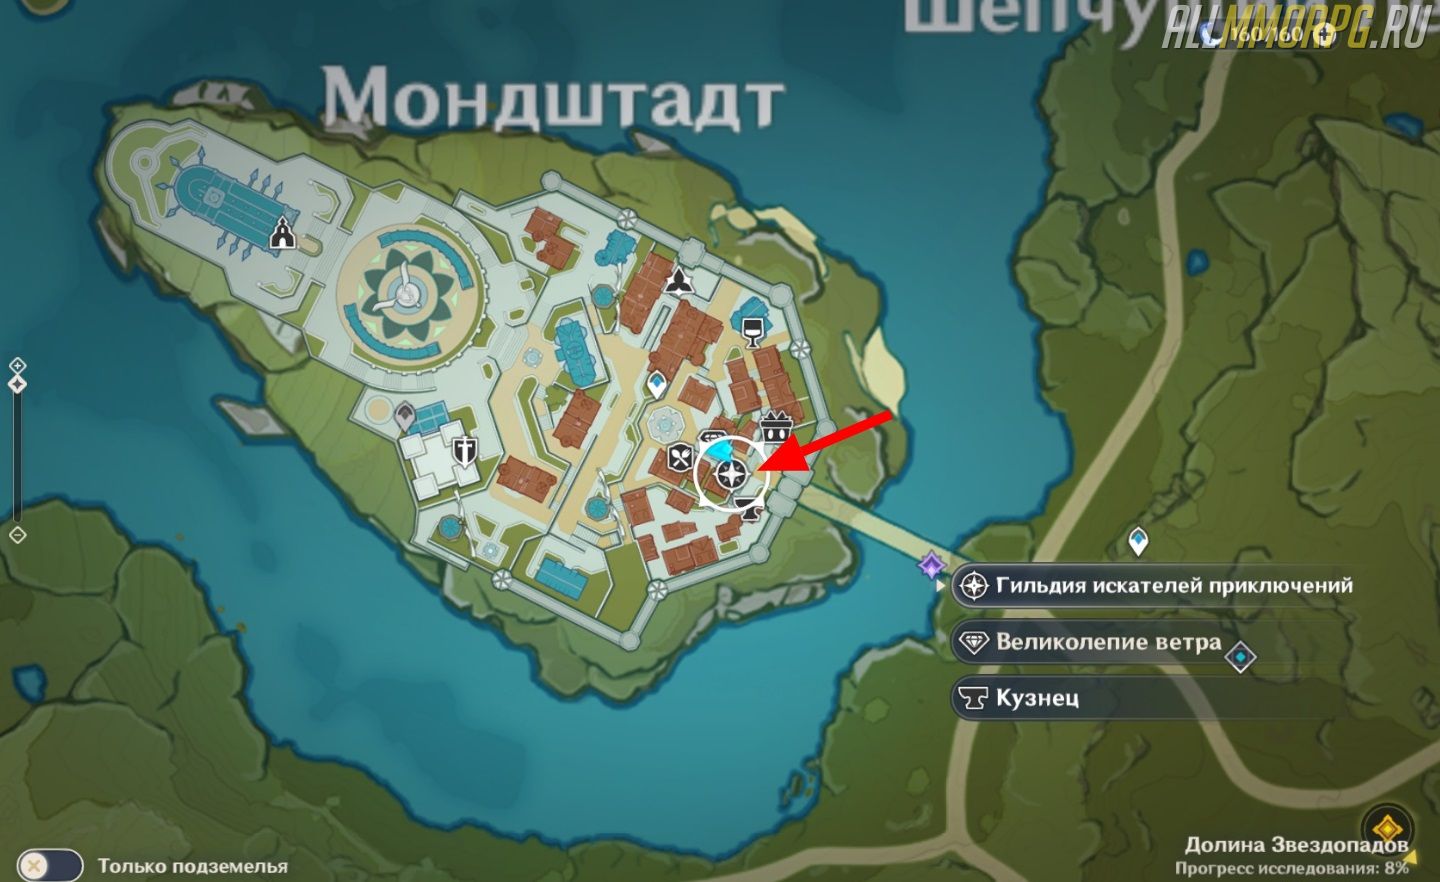 ALLMMORPG.RU
160/160
Мондштадт
Гильдия искателей приключений
Великолепие ветра
Кузнец
Долина Звездопадов
Прогресс исследования: 8%
Только подземелья